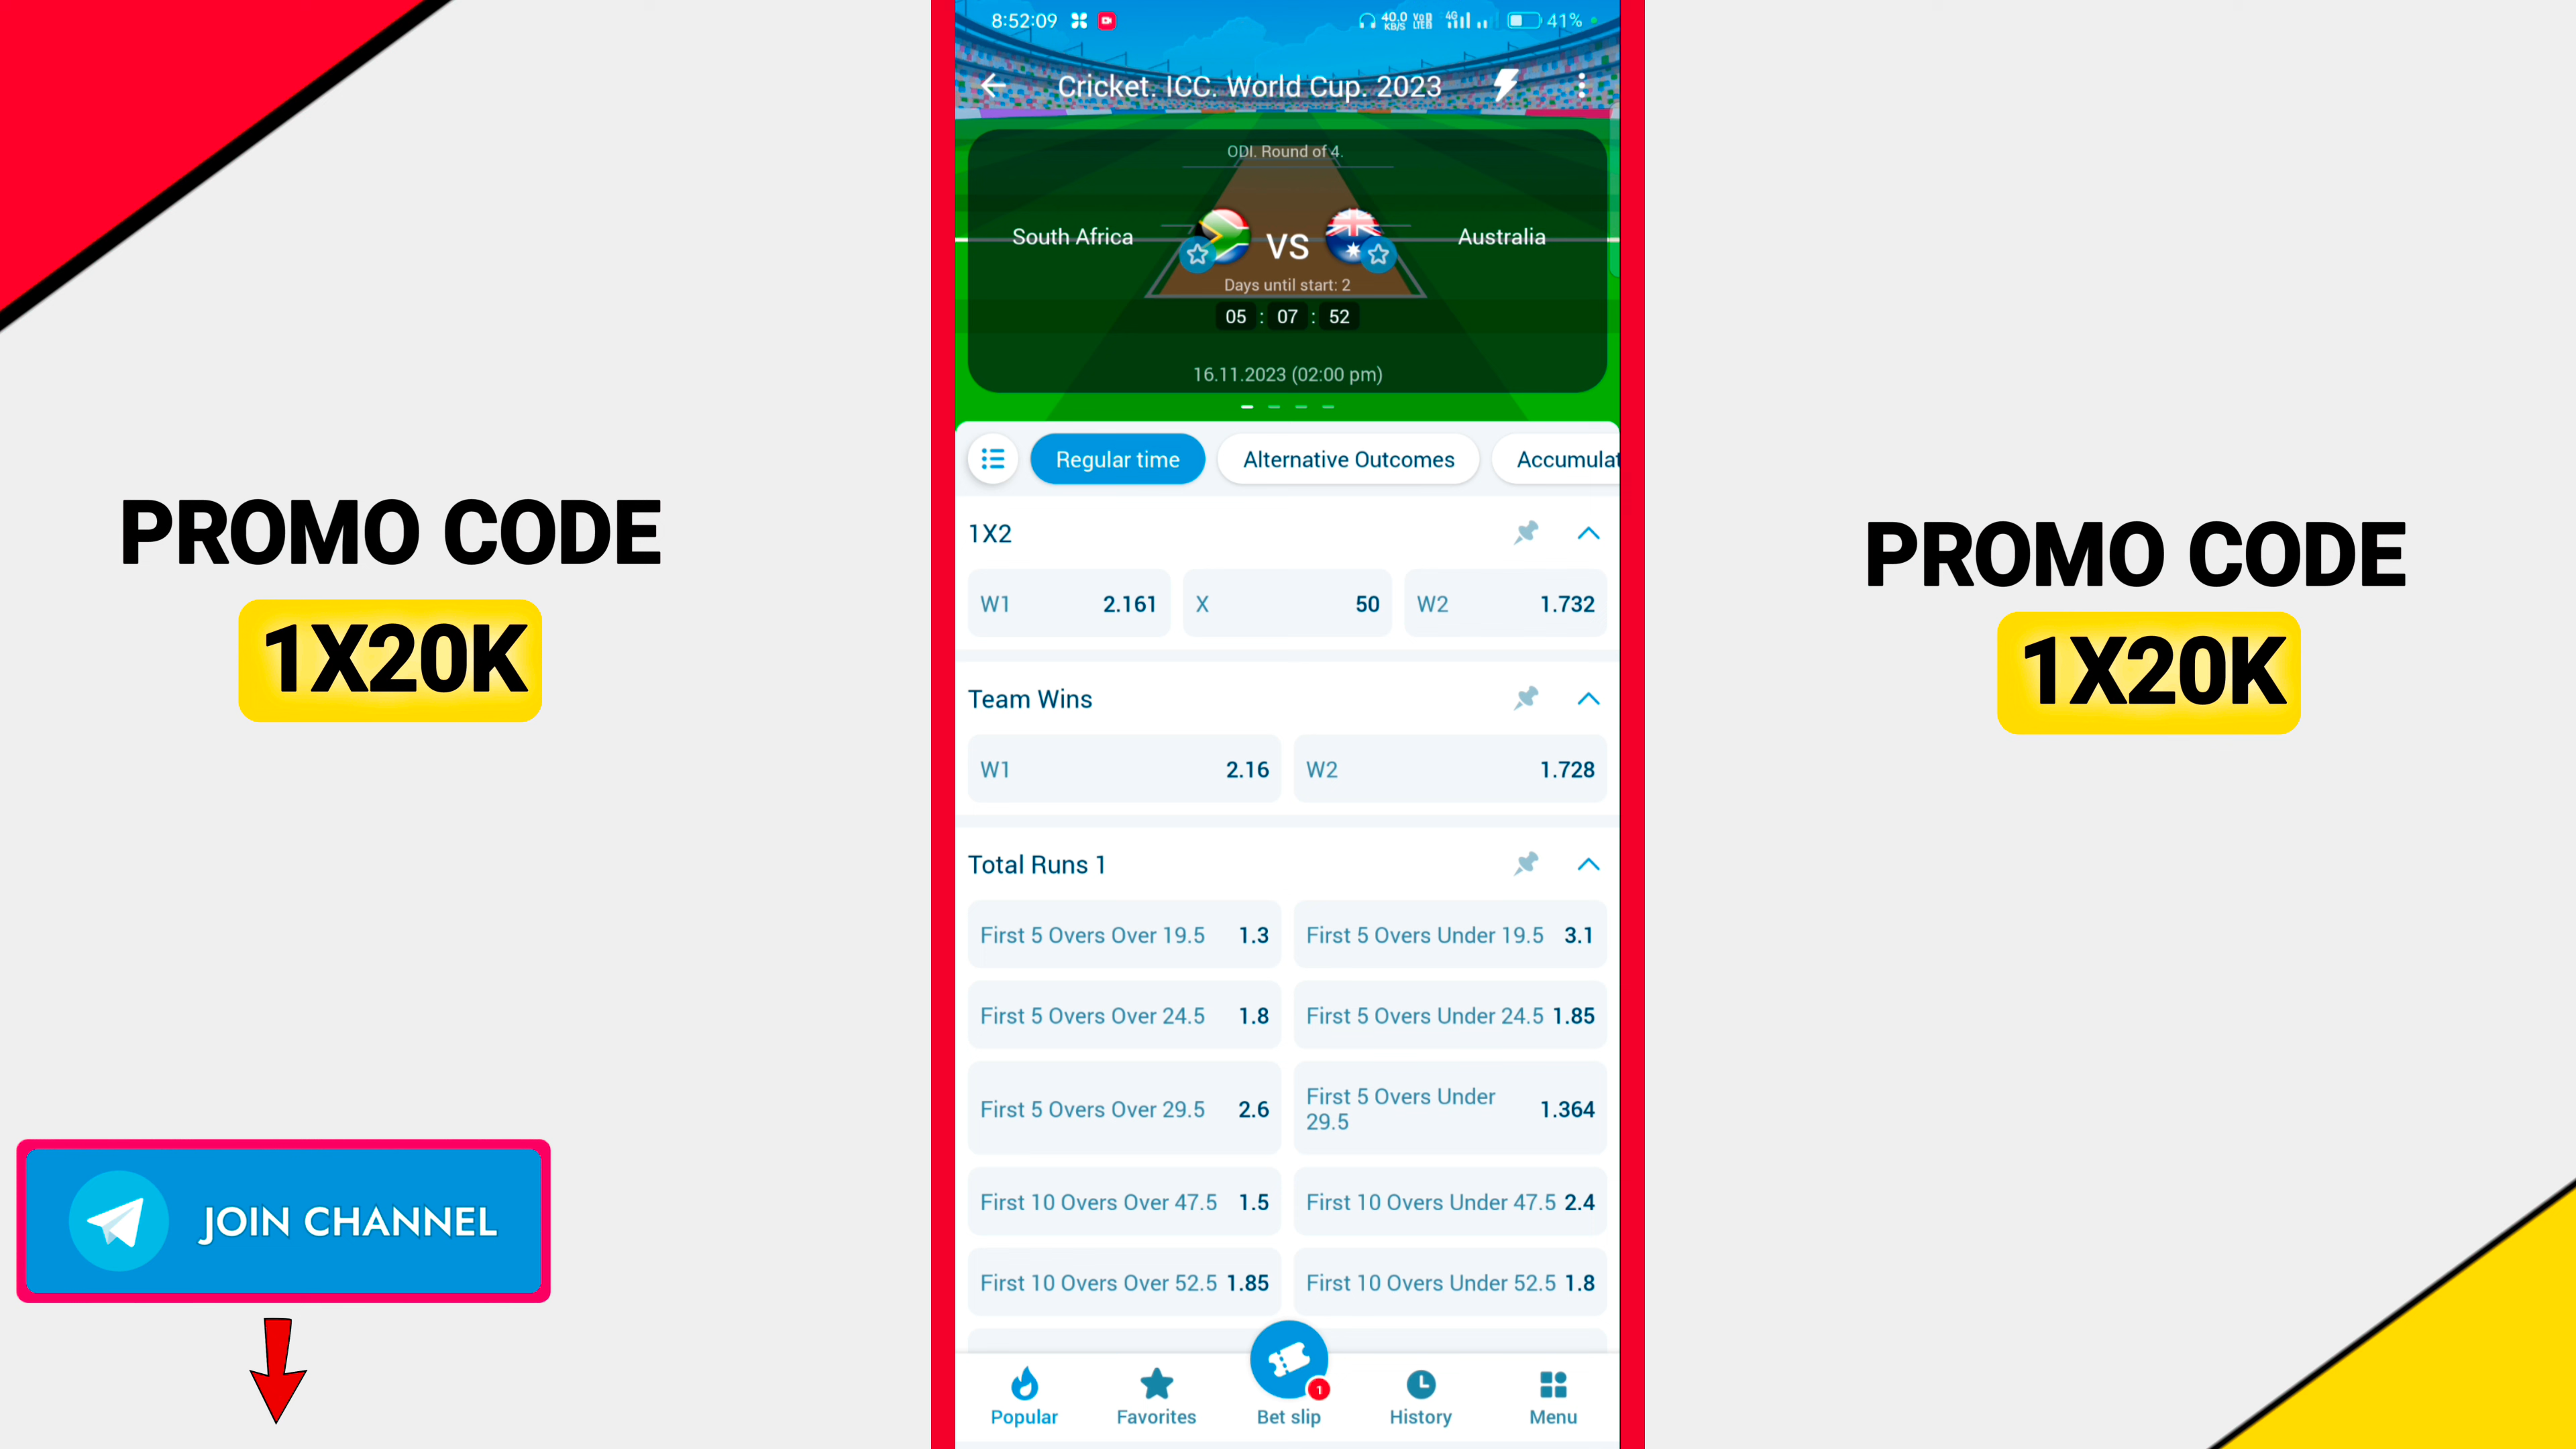 8:52:09
40.0 KB/S
4G
41%
Cricket. ICC. World Cup. 2023
ODI. Round of 4.
South Africa VS Australia
Days until start: 2
05 : 07 : 52
16.11.2023 (02:00 pm)
Regular time
Alternative Outcomes
Accumulat
1X2
W1 2.161
X 50
W2 1.732
Team Wins
W1 2.16
W2 1.728
Total Runs 1
First 5 Overs Over 19.5 1.3
First 5 Overs Under 19.5 3.1
First 5 Overs Over 24.5 1.8
First 5 Overs Under 24.5 1.85
First 5 Overs Over 29.5 2.6
First 5 Overs Under
29.5 1.364
First 10 Overs Over 47.5 1.5
First 10 Overs Under 47.5 2.4
First 10 Overs Over 52.5 1.85
First 10 Overs Under 52.5 1.8
Popular
Favorites
1
Bet slip
History
Menu
PROMO CODE
1X20K
JOIN CHANNEL
PROMO CODE
1X20K